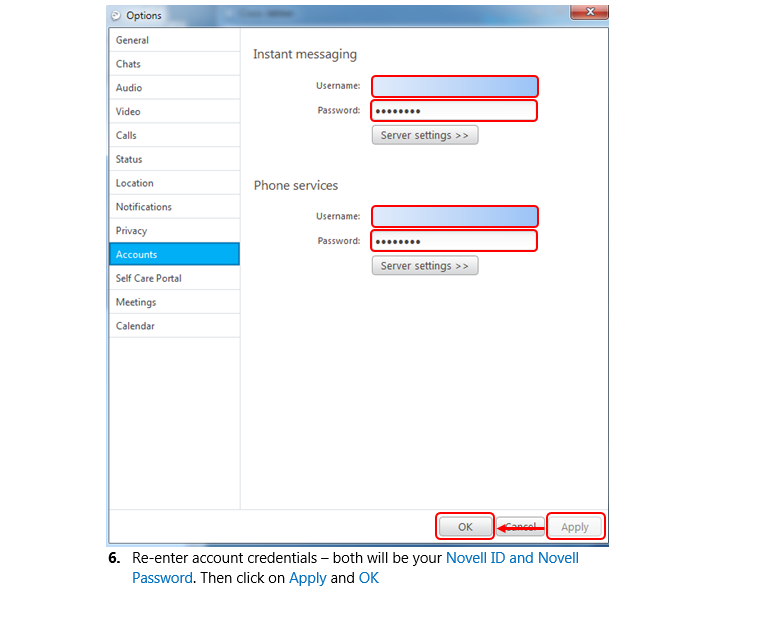 Options
General
Chats
Audio
Video
Calls
Status
Location
Notifications
Privacy
Accounts
Self Care Portal
Meetings
Calendar
Instant messaging
Username:
Password: ••••••••
Server settings >>
Phone services
Username:
Password: ••••••••
Server settings >>
OK Cancel Apply
6. Re-enter account credentials – both will be your Novell ID and Novell
Password. Then click on Apply and OK